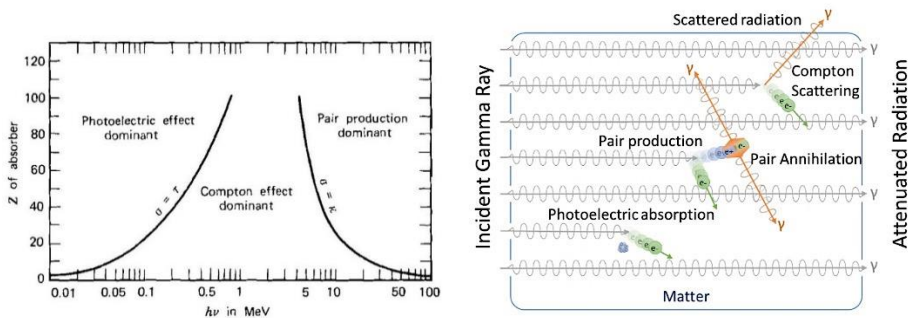 Z of absorber
120
100
80
60
40
20
0
Photoelectric effect
dominant
Pair production
dominant
Compton effect
dominant
σ = τ
σ = κ
0.01
0.05
0.1
0.5
1
5
10
50
100
hν in MeV
Incident Gamma Ray
Scattered radiation
γ
γ
γ
Compton
Scattering
e-
γ
Pair production
e+
e-
Pair Annihilation
e-
γ
γ
Photoelectric absorption
e-
γ
Matter
Attenuated Radiation